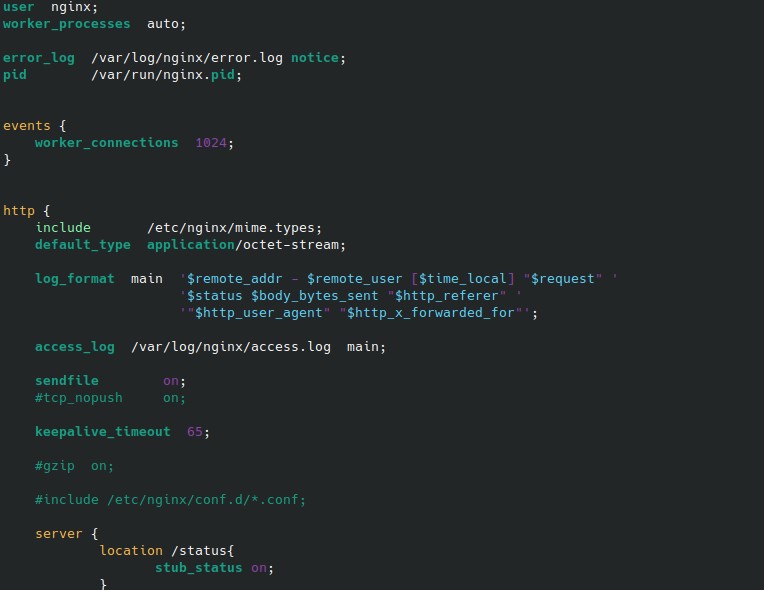 user  nginx;
worker_processes  auto;
error_log  /var/log/nginx/error.log notice;
pid        /var/run/nginx.pid;
events {
    worker_connections  1024;
}
http {
    include       /etc/nginx/mime.types;
    default_type  application/octet-stream;
    log_format  main  '$remote_addr - $remote_user [$time_local] "$request" '
                      '$status $body_bytes_sent "$http_referer" '
                      '"$http_user_agent" "$http_x_forwarded_for"';
    access_log  /var/log/nginx/access.log  main;
    sendfile        on;
    #tcp_nopush     on;
    keepalive_timeout  65;
    #gzip  on;
    #include /etc/nginx/conf.d/*.conf;
    server {
            location /status{
                   stub_status on;
            }